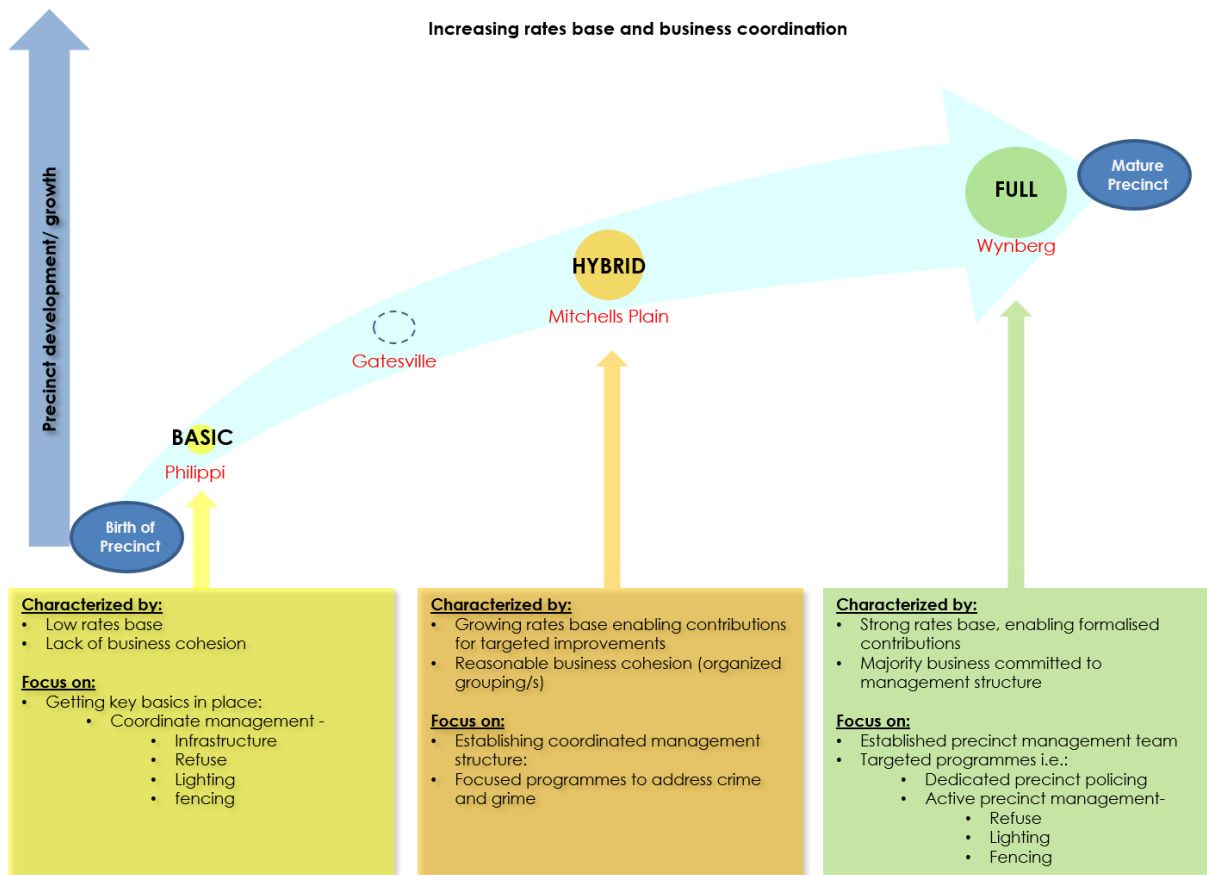 Increasing rates base and business coordination
Precinct development/ growth
Mature
Precinct
FULL
Wynberg
HYBRID
Mitchells Plain
Gatesville
BASIC
Philippi
Birth of
Precinct
Characterized by:
• Low rates base
• Lack of business cohesion
Focus on:
• Getting key basics in place:
• Coordinate management -
• Infrastructure
• Refuse
• Lighting
• fencing
Characterized by:
• Growing rates base enabling contributions
for targeted improvements
• Reasonable business cohesion (organized
grouping/s)
Focus on:
• Establishing coordinated management
structure:
• Focused programmes to address crime
and grime
Characterized by:
• Strong rates base, enabling formalised
contributions
• Majority business committed to
management structure
Focus on:
• Established precinct management team
• Targeted programmes i.e.:
• Dedicated precinct policing
• Active precinct management-
• Refuse
• Lighting
• Fencing